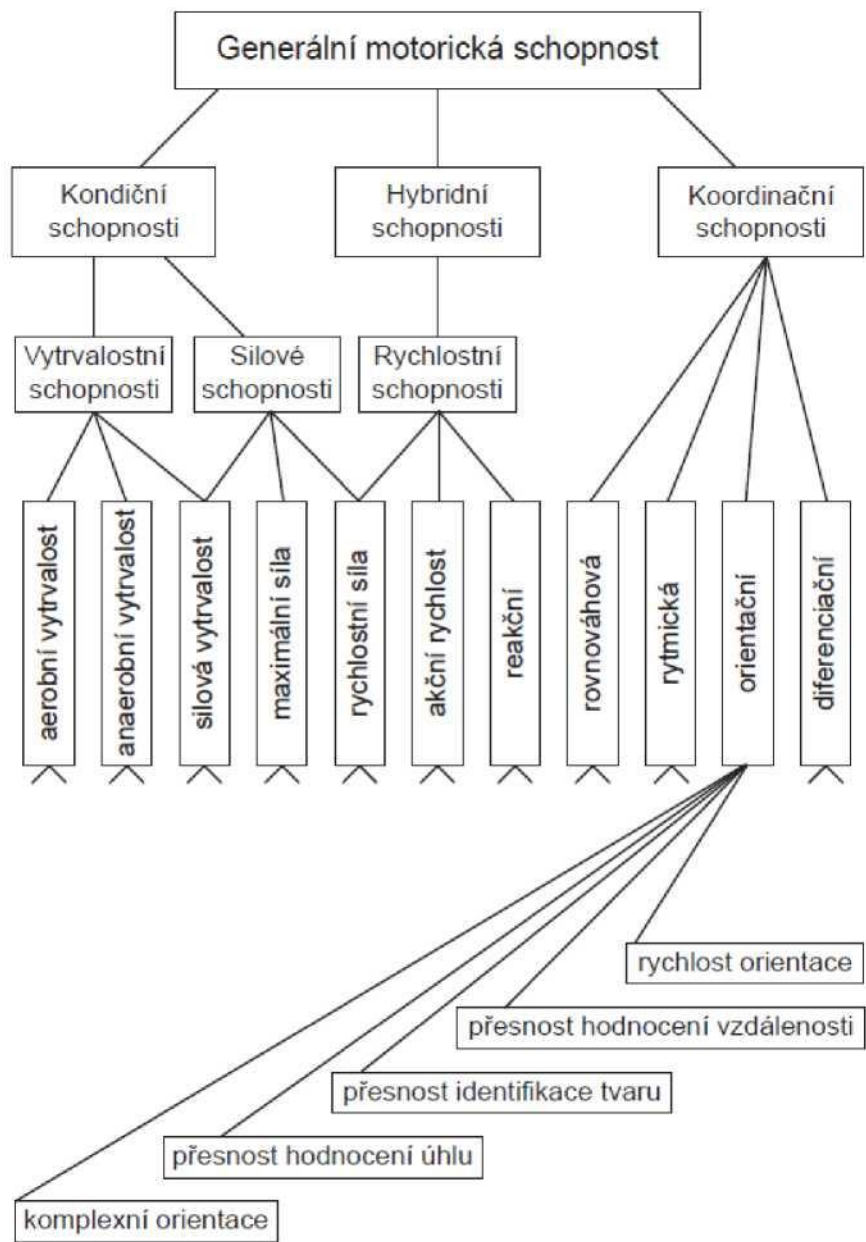 Generální motorická schopnost
Kondiční
schopnosti
Hybridní
schopnosti
Koordinační
schopnosti
Vytrvalostní
schopnosti
Silové
schopnosti
Rychlostní
schopnosti
aerobní vytrvalost
anaerobní vytrvalost
silová vytrvalost
maximální síla
rychlostní síla
akční rychlost
reakční
rovnováhová
rytmická
orientační
diferenciační
rychlost orientace
přesnost hodnocení vzdálenosti
přesnost identifikace tvaru
přesnost hodnocení úhlu
komplexní orientace